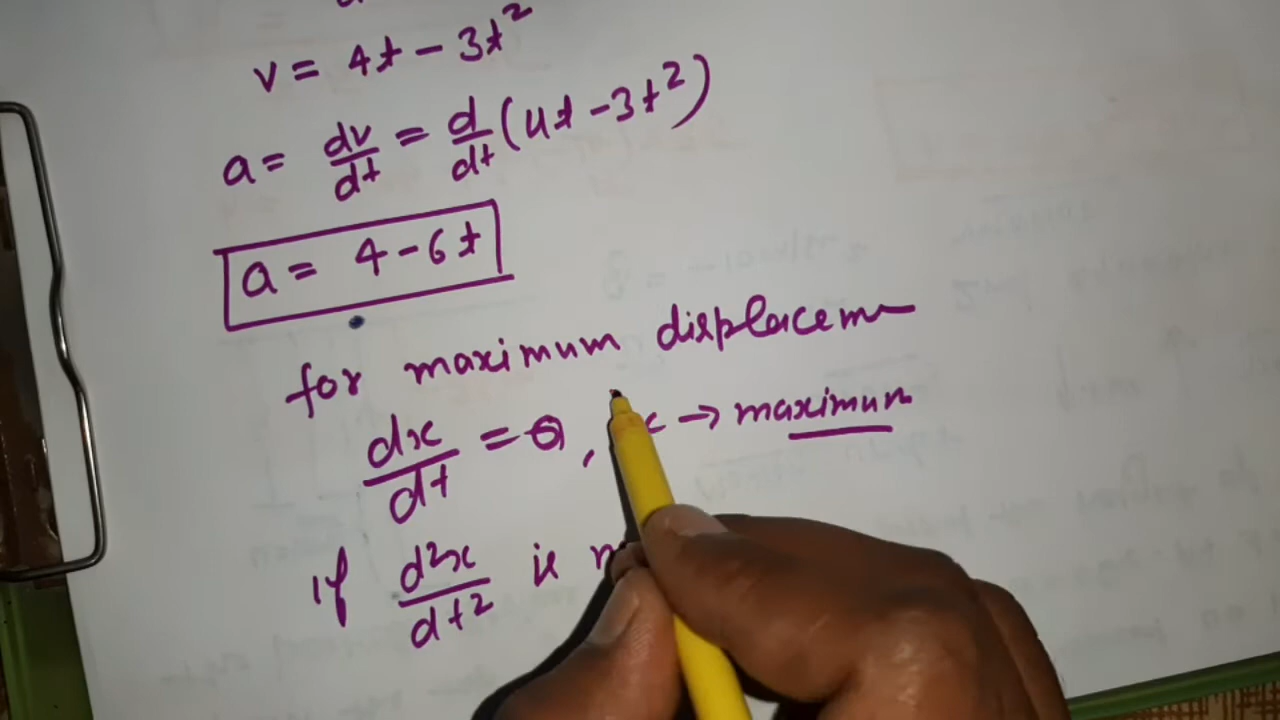 v = 4t - 3t²
a = dv/dt = d/dt (4t - 3t²)
a = 4 - 6t
for maximum displacem
dx/dt = 0, x → maximum
If d²x/dt² is